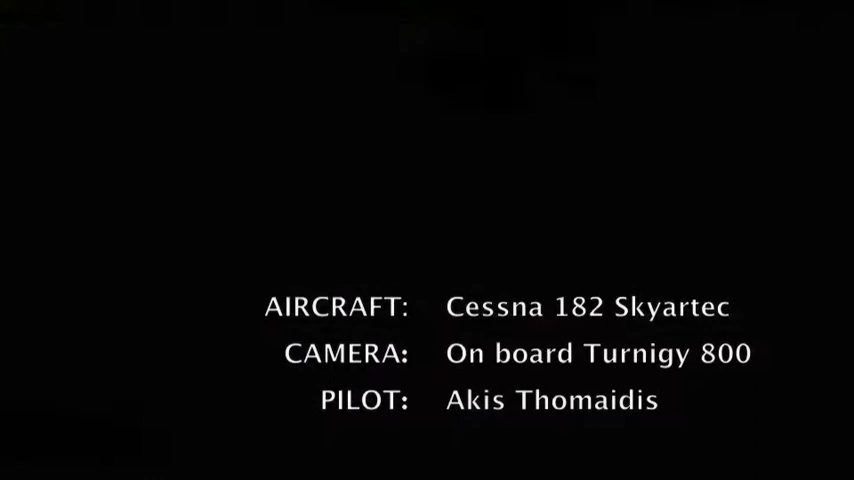 AIRCRAFT: Cessna 182 Skyartec
CAMERA: On board Turnigy 800
PILOT: Akis Thomaidis